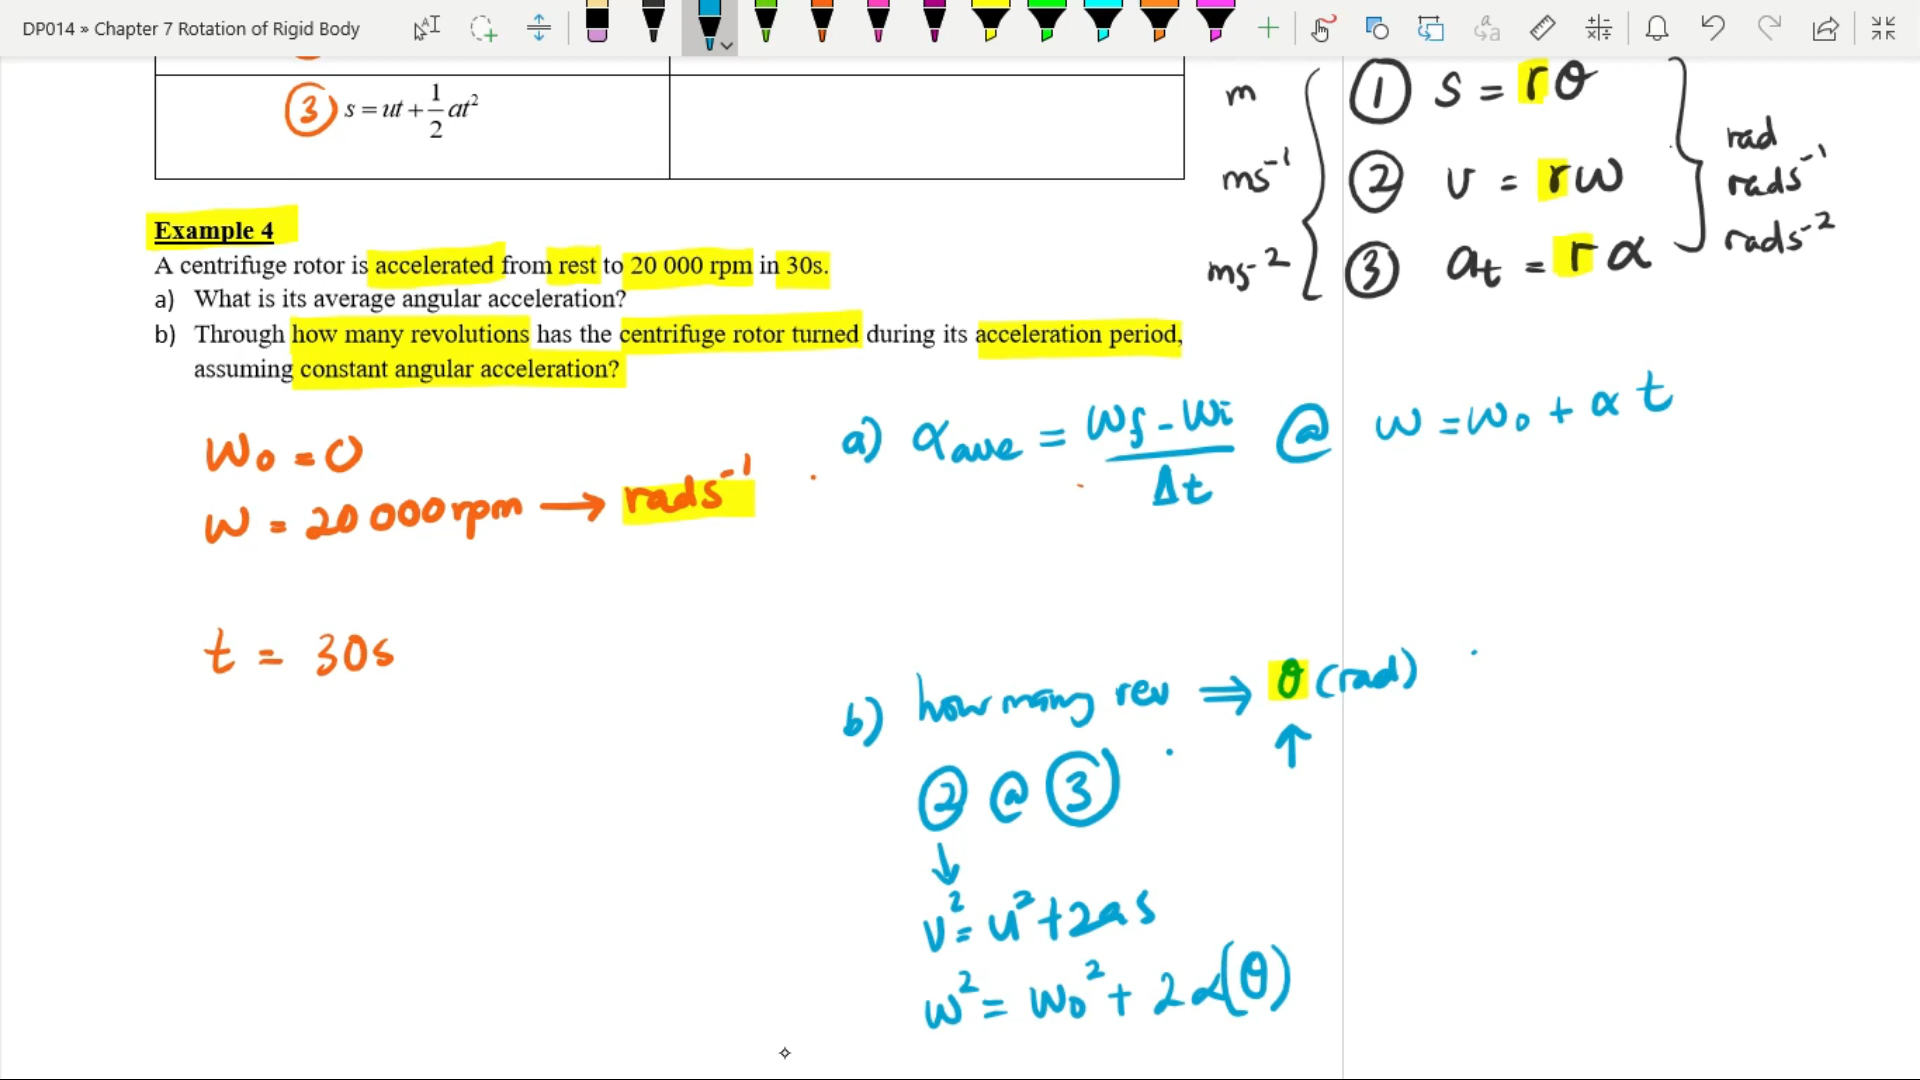 DP014 » Chapter 7 Rotation of Rigid Body
③ s = ut + 1/2 at²
m
ms⁻¹
ms⁻²
① s = rθ
② v = rω
③ at = rα
rad
rads⁻¹
rads⁻²
Example 4
A centrifuge rotor is accelerated from rest to 20 000 rpm in 30s.
a) What is its average angular acceleration?
b) Through how many revolutions has the centrifuge rotor turned during its acceleration period,
assuming constant angular acceleration?
ω₀ = 0
ω = 20 000 rpm → rads⁻¹
t = 30s
a) αave = ωf - ωi / Δt @ ω = ω₀ + αt
b) how many rev ⇒ θ (rad)
↑
② @ ③
↓
v² = u² + 2as
ω² = ω₀² + 2α(θ)